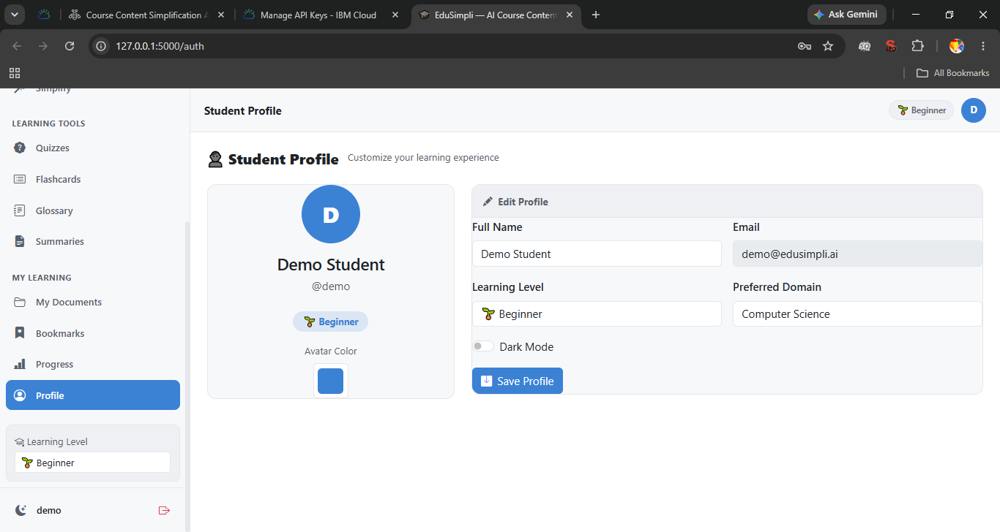 Course Content Simplification A
Manage API Keys - IBM Cloud
EduSimpli — AI Course Conten
Ask Gemini
127.0.0.1:5000/auth
SEO
All Bookmarks
Simplify
LEARNING TOOLS
Quizzes
Flashcards
Glossary
Summaries
MY LEARNING
My Documents
Bookmarks
Progress
Profile
Learning Level
Beginner
demo
Student Profile
Beginner
D
Student Profile
Customize your learning experience
D
Demo Student
@demo
Beginner
Avatar Color
Edit Profile
Full Name
Email
Demo Student
demo@edusimpli.ai
Learning Level
Preferred Domain
Beginner
Computer Science
Dark Mode
Save Profile